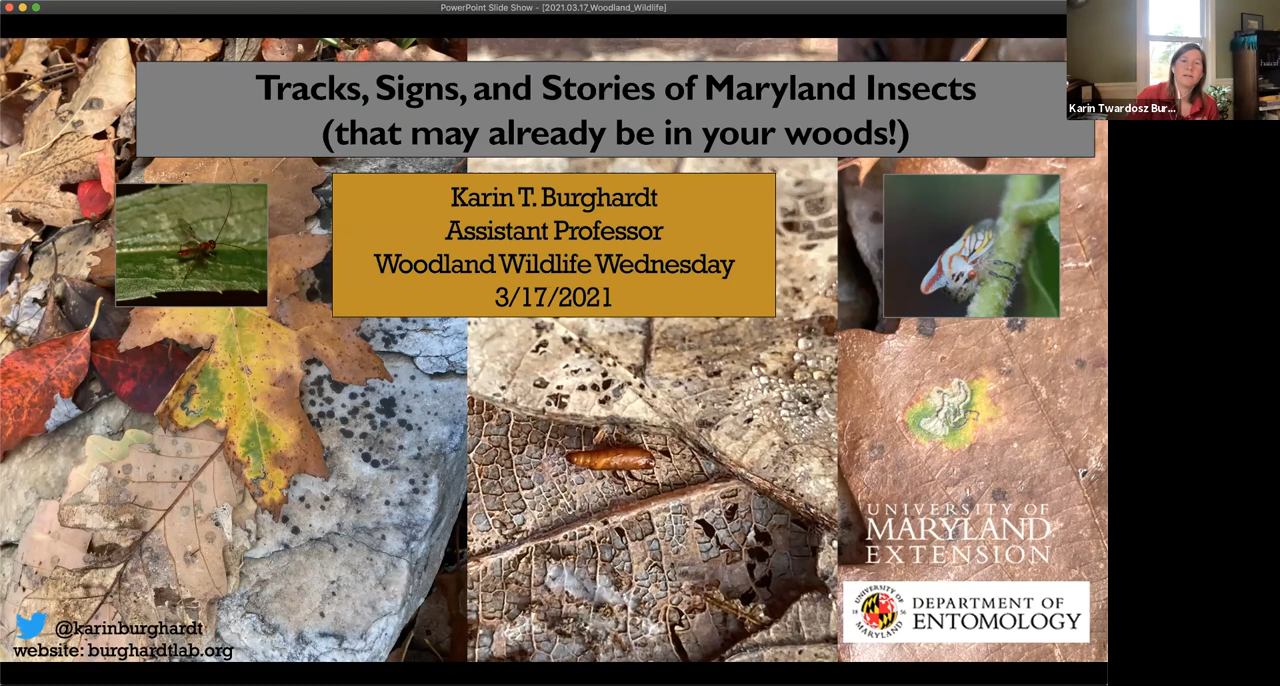 PowerPoint Slide Show - [2021.03.17_Woodland_Wildlife]
Tracks, Signs, and Stories of Maryland Insects
(that may already be in your woods!)
Karin Twardosz Bur...
Karin T. Burghardt
Assistant Professor
Woodland Wildlife Wednesday
3/17/2021
UNIVERSITY OF
MARYLAND
EXTENSION
UNIVERSITY OF
18 56
MARYLAND
DEPARTMENT OF
ENTOMOLOGY
@karinburghardt
website: burghardtlab.org